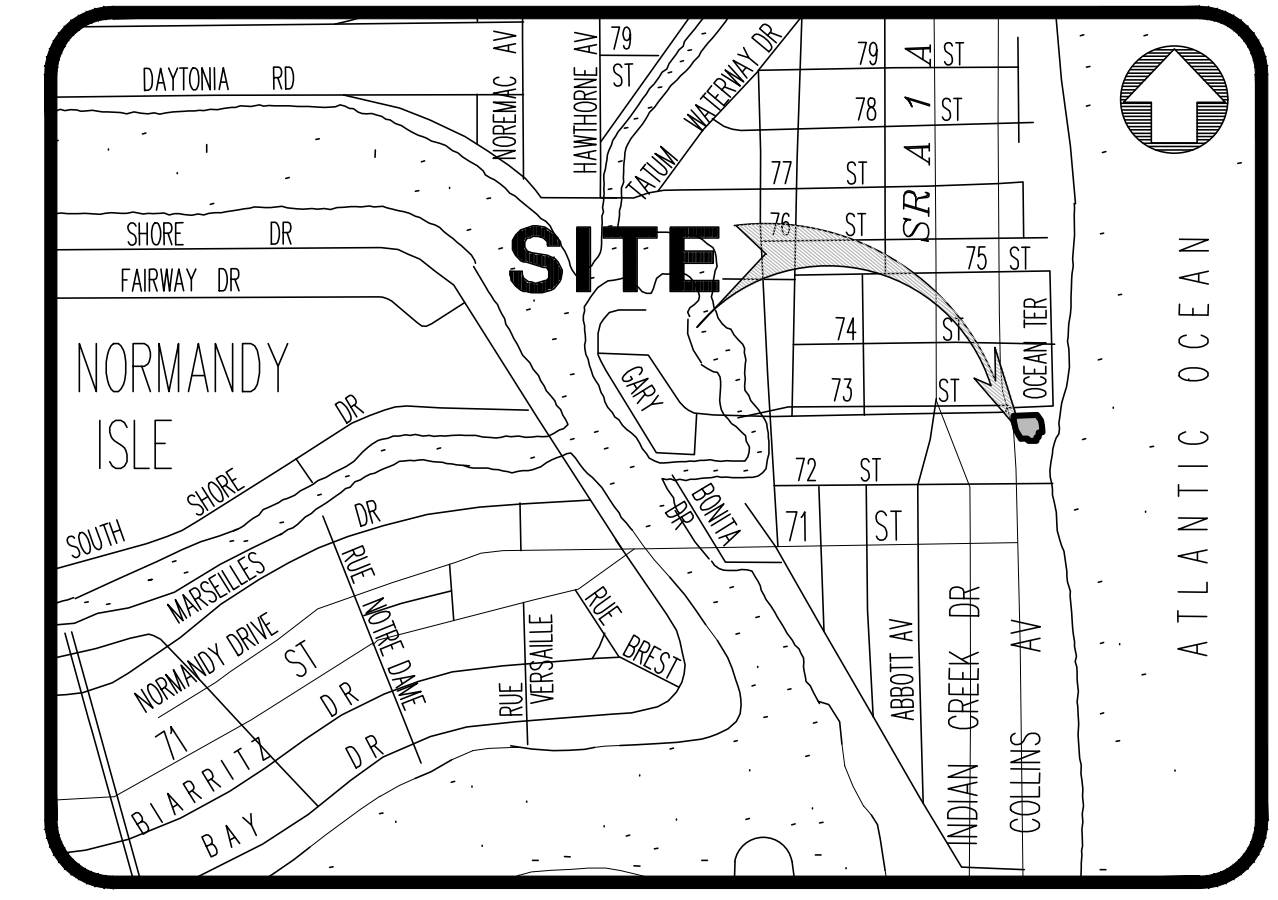 DAYTONIA RD
NOREMAC AV
HAWTHORNE AV
79 ST
TATUM WATERWAY DR
79 ST
78 ST
77 ST
76 ST
75 ST
SR A 1 A
SHORE DR
FAIRWAY DR
SITE
NORMANDY
ISLE
74 ST
73 ST
OCEAN TER
GARY
ATLANTIC OCEAN
SOUTH SHORE DR
72 ST
71 ST
BONITA
DR
MARSEILLES DR
RUE NOTRE DAME
NORMANDY DRIVE
71 ST
RUE VERSAILLE
RUE BREST
BIARRITZ DR
BAY DR
ABBOTT AV
INDIAN CREEK DR
COLLINS AV